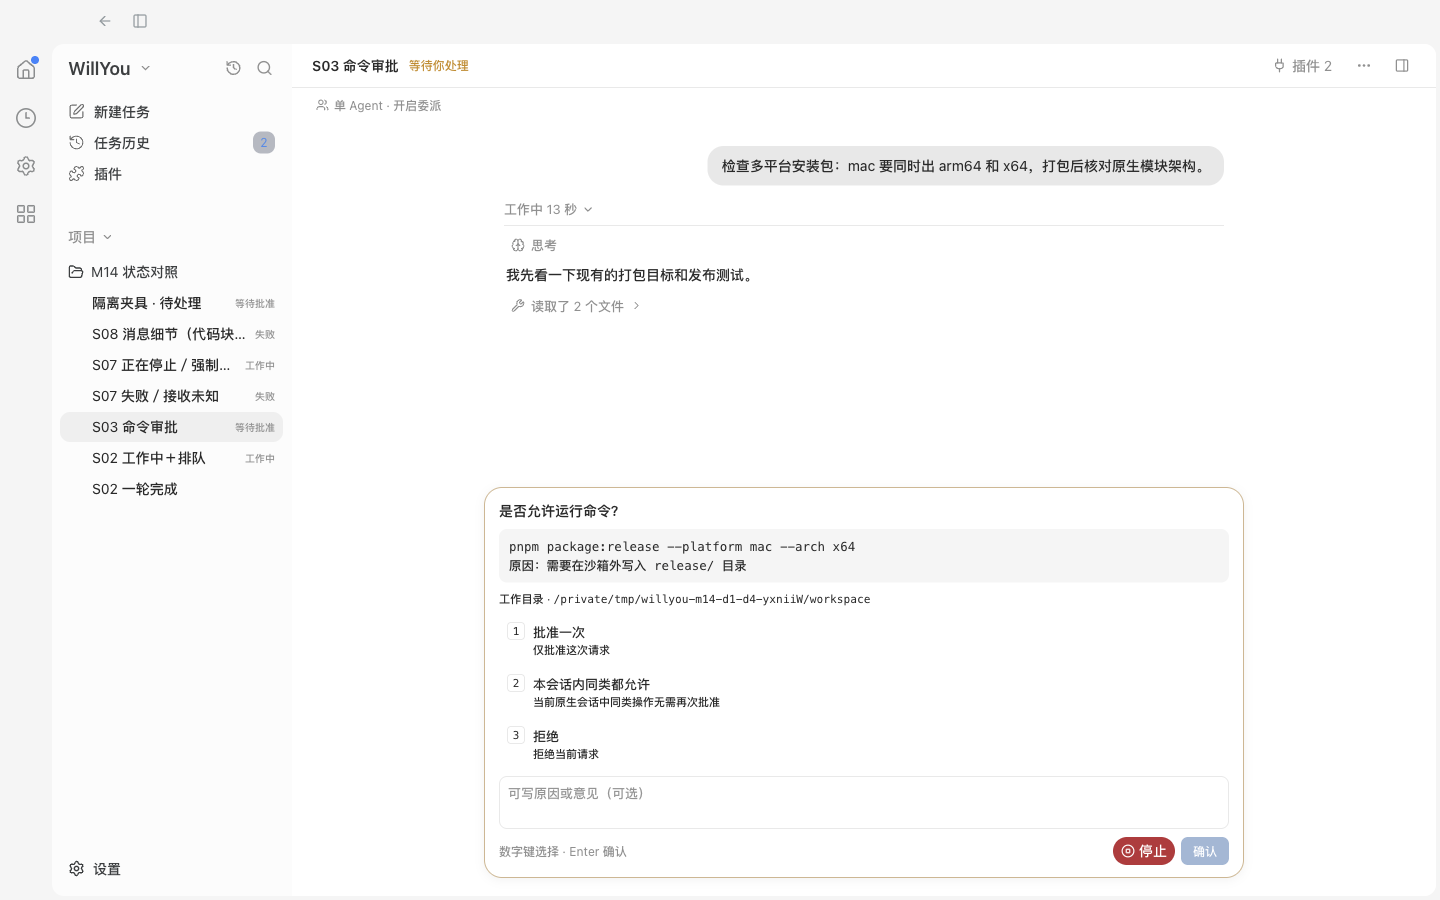 WillYou
新建任务
任务历史
2
插件
项目
M14 状态对照
隔离夹具 · 待处理 等待批准
S08 消息细节（代码块... 失败
S07 正在停止 / 强制... 工作中
S07 失败 / 接收未知 失败
S03 命令审批 等待批准
S02 工作中+排队 工作中
S02 一轮完成
设置
S03 命令审批 等待你处理
插件 2
单 Agent · 开启委派
检查多平台安装包：mac 要同时出 arm64 和 x64，打包后核对原生模块架构。
工作中 13 秒
思考
我先看一下现有的打包目标和发布测试。
读取了 2 个文件
是否允许运行命令？
pnpm package:release --platform mac --arch x64
原因：需要在沙箱外写入 release/ 目录
工作目录 · /private/tmp/willyou-m14-d1-d4-yxniiW/workspace
1 批准一次
仅批准这次请求
2 本会话内同类都允许
当前原生会话中同类操作无需再次批准
3 拒绝
拒绝当前请求
可写原因或意见（可选）
数字键选择 · Enter 确认
停止
确认